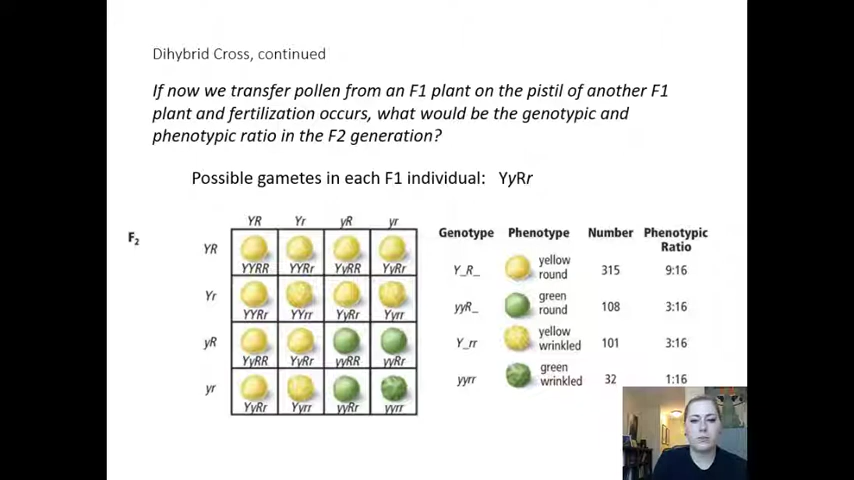 Dihybrid Cross, continued
If now we transfer pollen from an F1 plant on the pistil of another F1
plant and fertilization occurs, what would be the genotypic and
phenotypic ratio in the F2 generation?
Possible gametes in each F1 individual: YyRr
F2
YR Yr yR yr
YR
YYRR YYRr YyRR YyRr
Yr
YYRr YYrr YyRr Yyrr
yR
YyRR YyRr yyRR yyRr
yr
YyRr Yyrr yyRr yyrr
Genotype Phenotype Number Phenotypic
Ratio
Y_R_ yellow
round 315 9:16
yyR_ green
round 108 3:16
Y_rr yellow
wrinkled 101 3:16
yyrr green
wrinkled 32 1:16